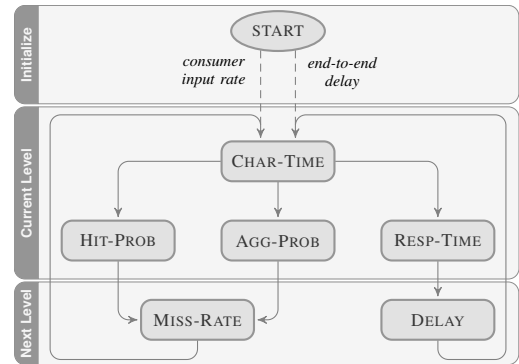 Initialize
START
consumer
input rate
end-to-end
delay
Current Level
CHAR-TIME
HIT-PROB
AGG-PROB
RESP-TIME
Next Level
MISS-RATE
DELAY